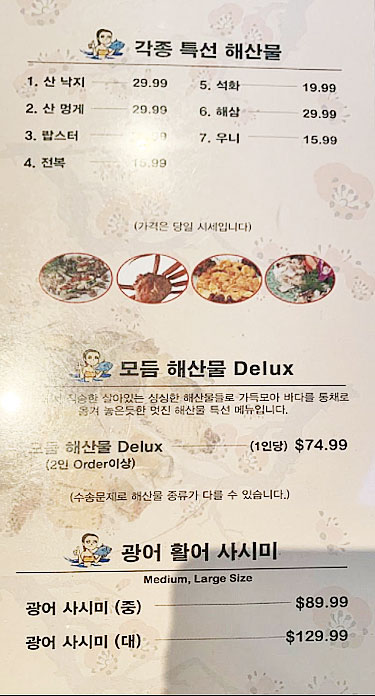 각종 특선 해산물
1. 산 낙지 29.99
2. 산 멍게 29.99
3. 랍스터
4. 전복
5. 석화 19.99
6. 해삼 29.99
7. 우니 15.99
(가격은 당일 시세입니다)
모듬 해산물 Delux
살아있는 싱싱한 해산물들로 가득모아 바다를 통채로
옮겨 놓은듯한 멋진 해산물 특선 메뉴입니다.
모듬 해산물 Delux (1인당) $74.99
(2인 Order이상)
(수송문제로 해산물 종류가 다를 수 있습니다.)
광어 활어 사시미
Medium, Large Size
광어 사시미 (중) $89.99
광어 사시미 (대) $129.99